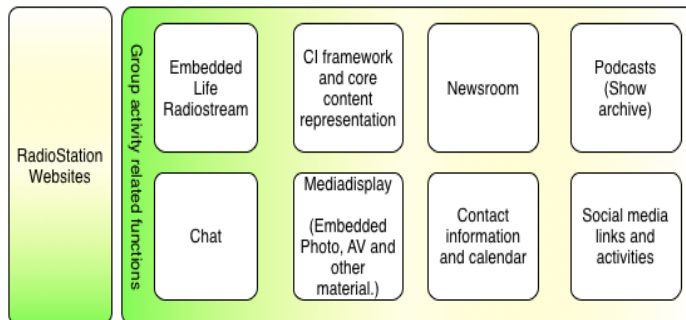 RadioStation
Websites
Group activity related functions
Embedded
Life
Radiostream
CI framework
and core
content
representation
Newsroom
Podcasts
(Show
archive)
Chat
Mediadisplay
(Embedded
Photo, AV and
other
material.)
Contact
information
and calendar
Social media
links and
activities